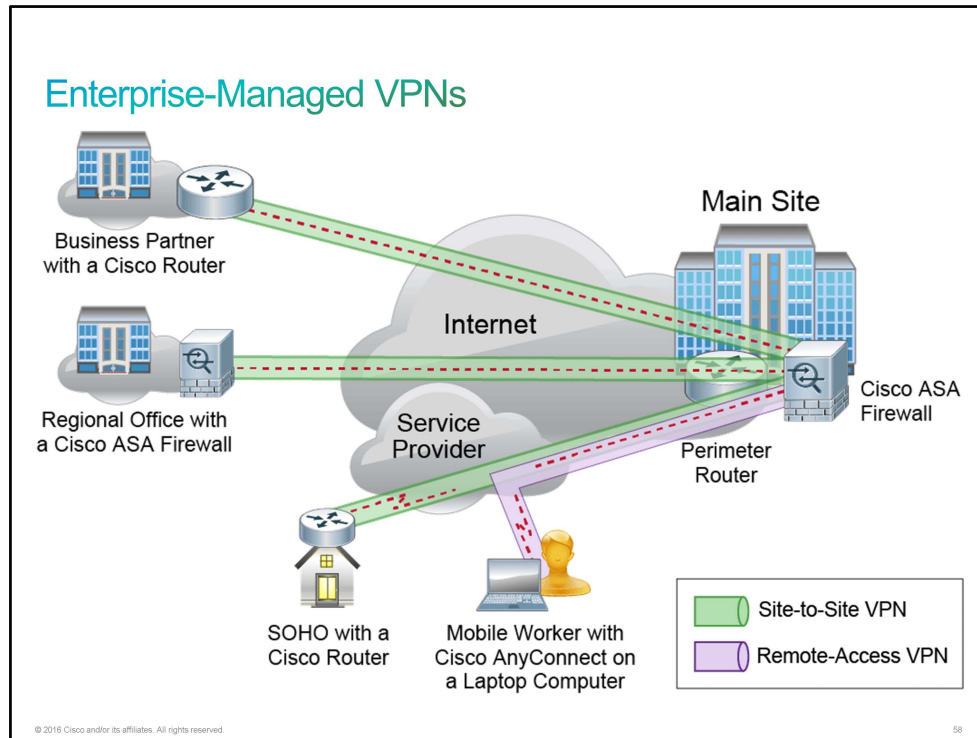 Enterprise-Managed VPNs
Business Partner
with a Cisco Router
Main Site
Internet
Regional Office with
a Cisco ASA Firewall
Service
Provider
Cisco ASA
Firewall
Perimeter
Router
SOHO with a
Cisco Router
Mobile Worker with
Cisco AnyConnect on
a Laptop Computer
Site-to-Site VPN
Remote-Access VPN
© 2016 Cisco and/or its affiliates. All rights reserved.
58